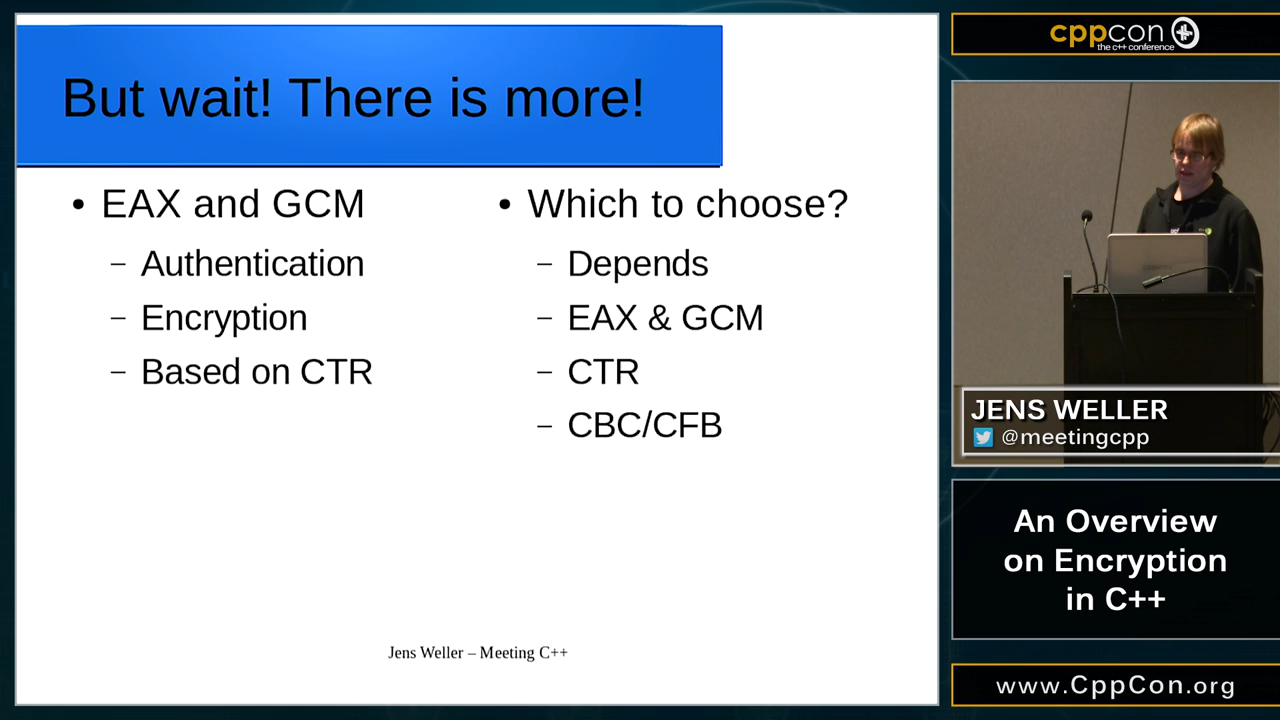 But wait! There is more!
• EAX and GCM
– Authentication
– Encryption
– Based on CTR
• Which to choose?
– Depends
– EAX & GCM
– CTR
– CBC/CFB
Jens Weller – Meeting C++
cppcon
the c++ conference
JENS WELLER
@meetingcpp
An Overview
on Encryption
in C++
www.CppCon.org